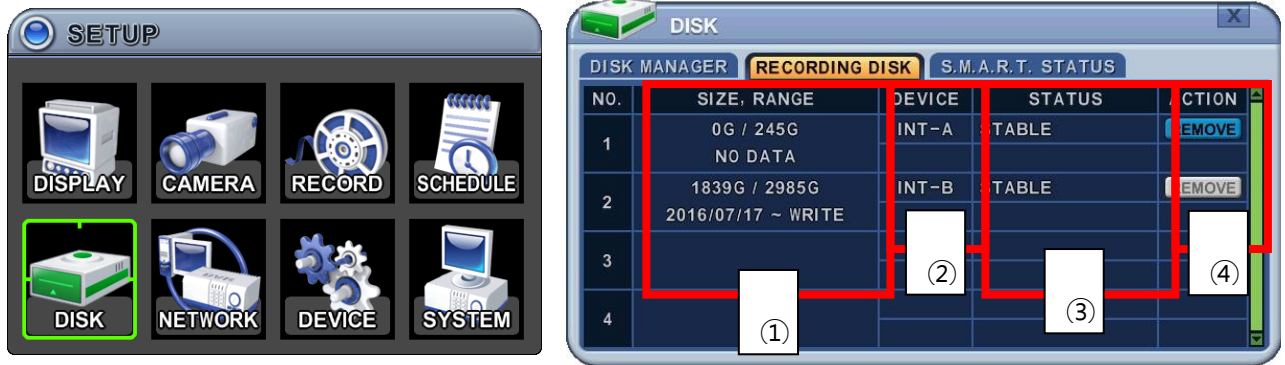 SETUP
DISPLAY CAMERA RECORD SCHEDULE
DISK NETWORK DEVICE SYSTEM
DISK X
DISK MANAGER RECORDING DISK S.M.A.R.T. STATUS
NO. SIZE, RANGE DEVICE STATUS ACTION
1 0G / 245G INT-A STABLE REMOVE
NO DATA
2 1839G / 2985G INT-B STABLE REMOVE
2016/07/17 ~ WRITE
3
4
①
②
③
④